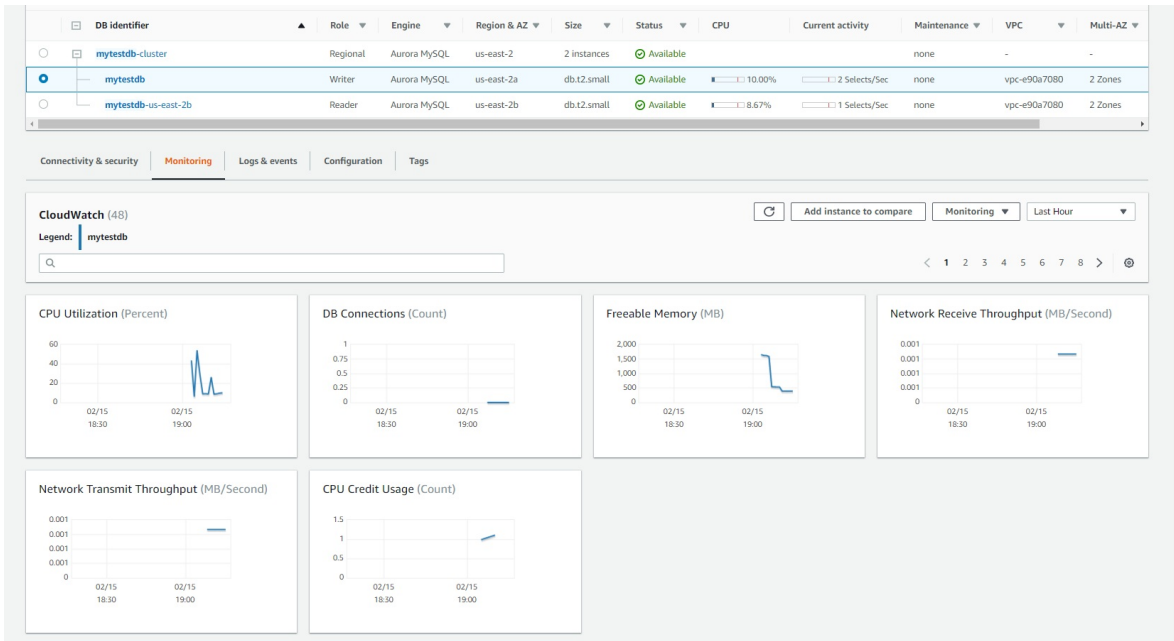 DB identifier Role Engine Region & AZ Size Status CPU Current activity Maintenance VPC Multi-AZ
mytestdb-cluster Regional Aurora MySQL us-east-2 2 instances Available none - -
mytestdb Writer Aurora MySQL us-east-2a db.t2.small Available 10.00% 2 Selects/Sec none vpc-e90a7080 2 Zones
mytestdb-us-east-2b Reader Aurora MySQL us-east-2b db.t2.small Available 8.67% 1 Selects/Sec none vpc-e90a7080 2 Zones
Connectivity & security Monitoring Logs & events Configuration Tags
CloudWatch (48) Add instance to compare Monitoring Last Hour
Legend: mytestdb
1 2 3 4 5 6 7 8
CPU Utilization (Percent)
60
40
20
0
02/15 02/15
18:30 19:00
DB Connections (Count)
1
0.75
0.5
0.25
0
02/15 02/15
18:30 19:00
Freeable Memory (MB)
2,000
1,500
1,000
500
0
02/15 02/15
18:30 19:00
Network Receive Throughput (MB/Second)
0.001
0.001
0.001
0.001
0
02/15 02/15
18:30 19:00
Network Transmit Throughput (MB/Second)
0.001
0.001
0.001
0.001
0
02/15 02/15
18:30 19:00
CPU Credit Usage (Count)
1.5
1
0.5
0
02/15 02/15
18:30 19:00